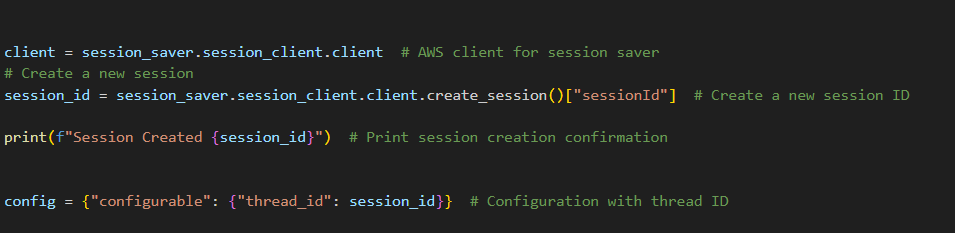 client = session_saver.session_client.client  # AWS client for session saver
# Create a new session
session_id = session_saver.session_client.client.create_session()["sessionId"]  # Create a new session ID
print(f"Session Created {session_id}")  # Print session creation confirmation
config = {"configurable": {"thread_id": session_id}}  # Configuration with thread ID